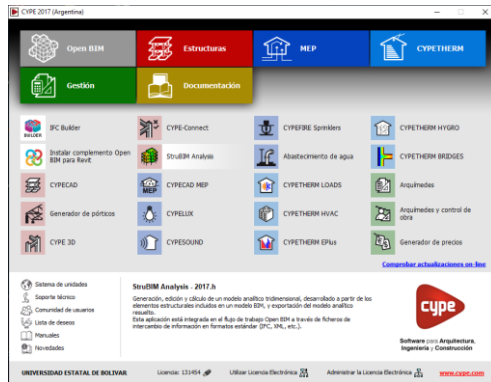 CYPE 2017 (Argentina)
Open BIM
Estructuras
MEP
CYPETHERM
Gestión
Documentación
IFC Builder
CYPE-Connect
CYPEFIRE Sprinklers
CYPETHERM HYGRO
Instalar complemento Open
BIM para Revit
StruBIM Analysis
Abastecimiento de agua
CYPETHERM BRIDGES
CYPECAD
CYPECAD MEP
CYPETHERM LOADS
Arquímedes
Generador de pórticos
CYPELUX
CYPETHERM HVAC
Arquímedes y control de
obra
CYPE 3D
CYPESOUND
CYPETHERM EPlus
Generador de precios
Comprobar actualizaciones on-line
Sistema de unidades
Soporte técnico
Comunidad de usuarios
Lista de deseos
Manuales
Novedades
StruBIM Analysis - 2017.h
Generación, edición y cálculo de un modelo analítico tridimensional, desarrollado a partir de los
elementos estructurales incluidos en un modelo BIM, y exportación del modelo analítico
resuelto.
Esta aplicación está integrada en el flujo de trabajo Open BIM a través de ficheros de
intercambio de información en formatos estándar (IFC, XML, etc.).
cype
Software para Arquitectura,
Ingeniería y Construcción
UNIVERSIDAD ESTATAL DE BOLIVAR
Licencia: 131454
Utilizar Licencia Electrónica
Administrar la Licencia Electrónica
www.cype.com